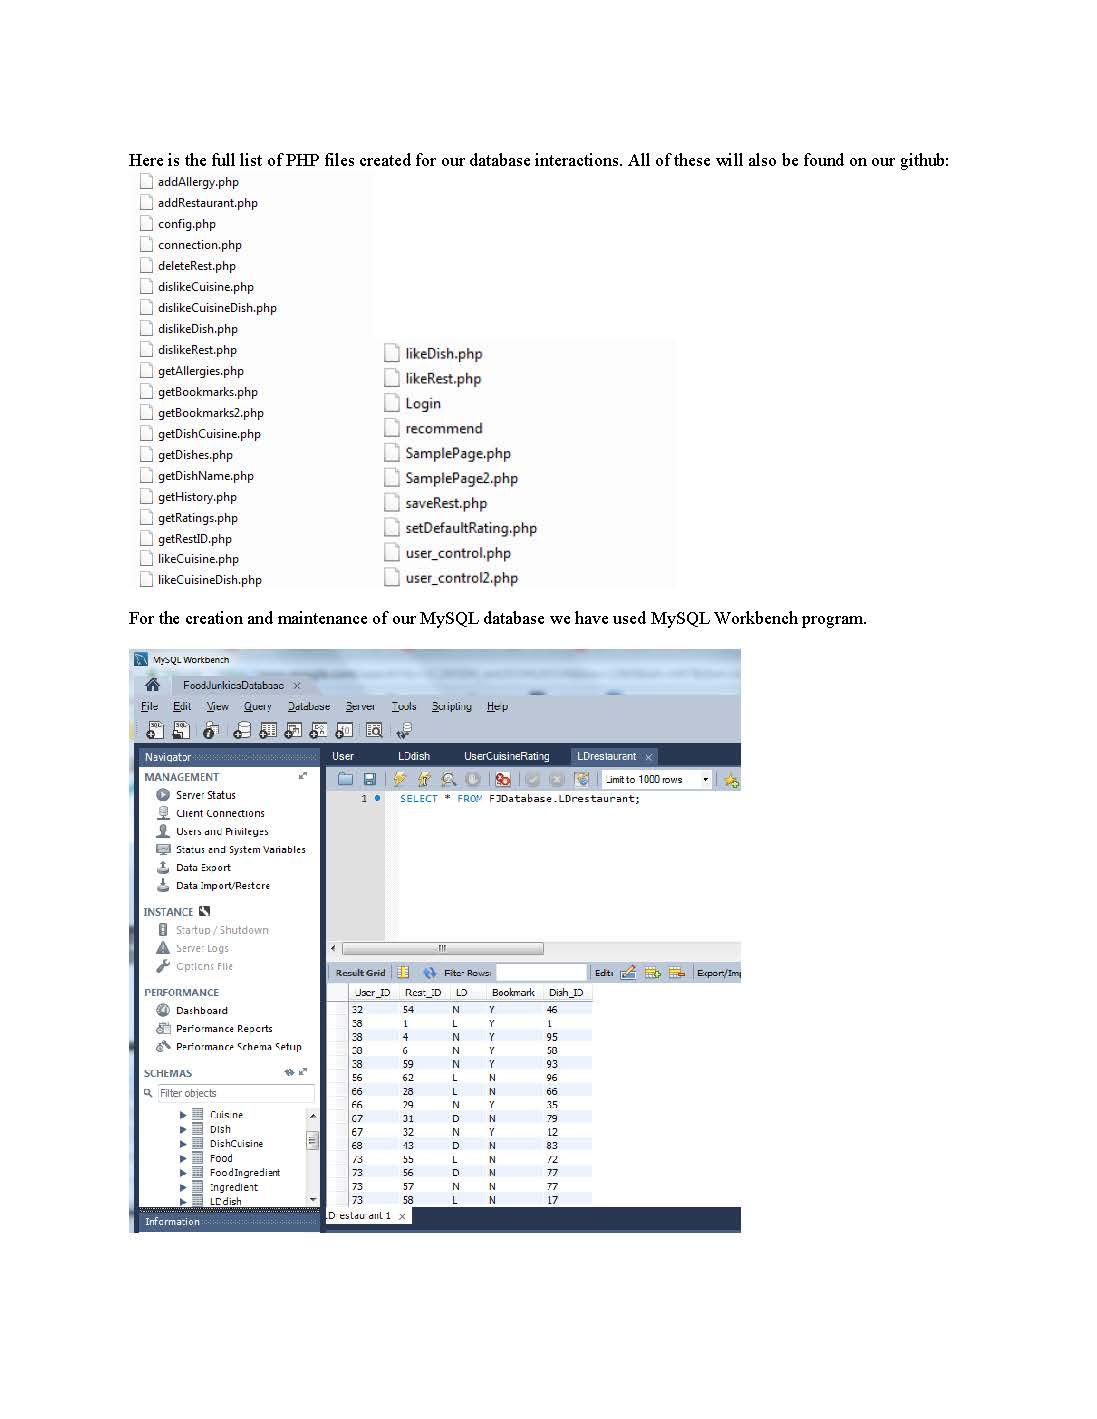 Here is the full list of PHP files created for our database interactions. All of these will also be found on our github:
addAllergy.php
addRestaurant.php
config.php
connection.php
deleteRest.php
dislikeCuisine.php
dislikeCuisineDish.php
dislikeDish.php
dislikeRest.php
getAllergies.php
getBookmarks.php
getBookmarks2.php
getDishCuisine.php
getDishes.php
getDishName.php
getHistory.php
getRatings.php
getRestID.php
likeCuisine.php
likeCuisineDish.php
likeDish.php
likeRest.php
Login
recommend
SamplePage.php
SamplePage2.php
saveRest.php
setDefaultRating.php
user_control.php
user_control2.php
For the creation and maintenance of our MySQL database we have used MySQL Workbench program.
MySQL Workbench
FoodJunkiesDatabase
File Edit View Query Database Server Tools Scripting Help
Navigator
MANAGEMENT
Server Status
Client Connections
Users and Privileges
Status and System Variables
Data Export
Data Import/Restore
INSTANCE
Startup / Shutdown
Server Logs
Options File
PERFORMANCE
Dashboard
Performance Reports
Performance Schema Setup
SCHEMAS
Filter objects
Cuisine
Dish
DishCuisine
Food
FoodIngredient
Ingredient
LDdish
Information
User LDdish UserCuisineRating LDrestaurant
Limit to 1000 rows
1 SELECT * FROM FJDatabase.LDrestaurant;
Result Grid Filter Rows: Edit: Export/Im
User_ID Rest_ID LD Bookmark Dish_ID
32 54 N Y 46
38 1 L Y 1
38 4 N Y 95
38 6 N Y 58
38 59 N Y 93
56 62 L N 96
66 28 L N 66
66 29 N Y 35
67 31 D N 79
67 32 N Y 12
68 43 D N 83
73 55 L N 72
73 56 D N 77
73 57 N N 77
73 58 L N 17
LDrestaurant 1